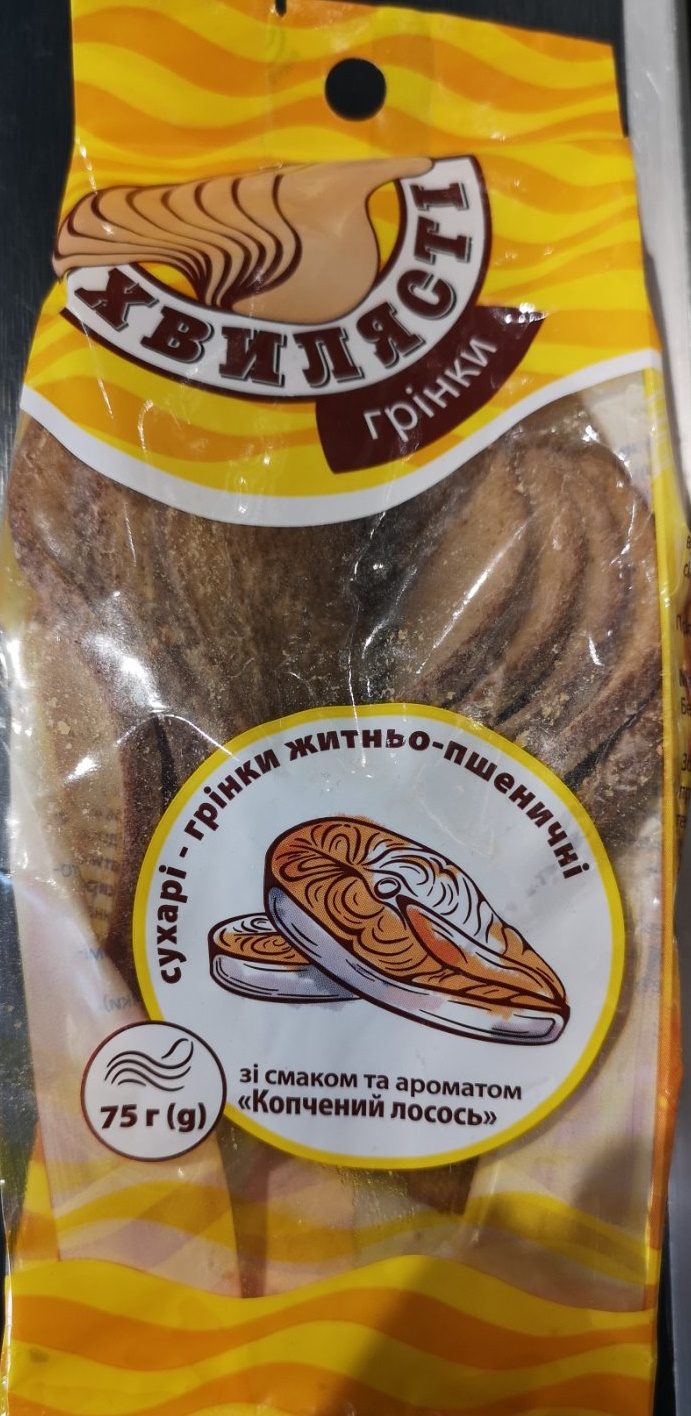 ХВИЛЯСТІ
грінки
сухарі - грінки житньо-пшеничні
зі смаком та ароматом
«Копчений лосось»
75 г (g)